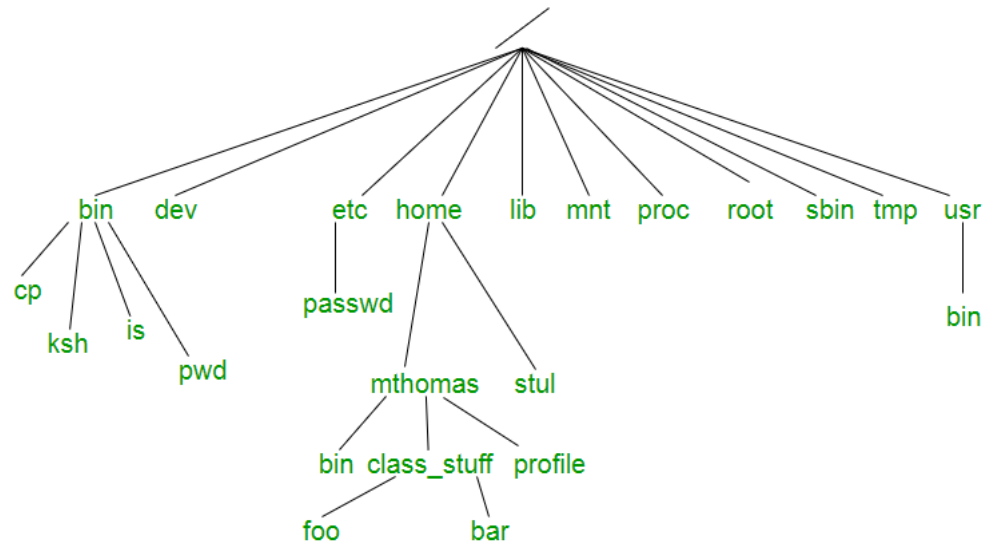 /
bin dev etc home lib mnt proc root sbin tmp usr
cp
passwd
bin
is
ksh
pwd
mthomas stul
bin class_stuff profile
foo bar